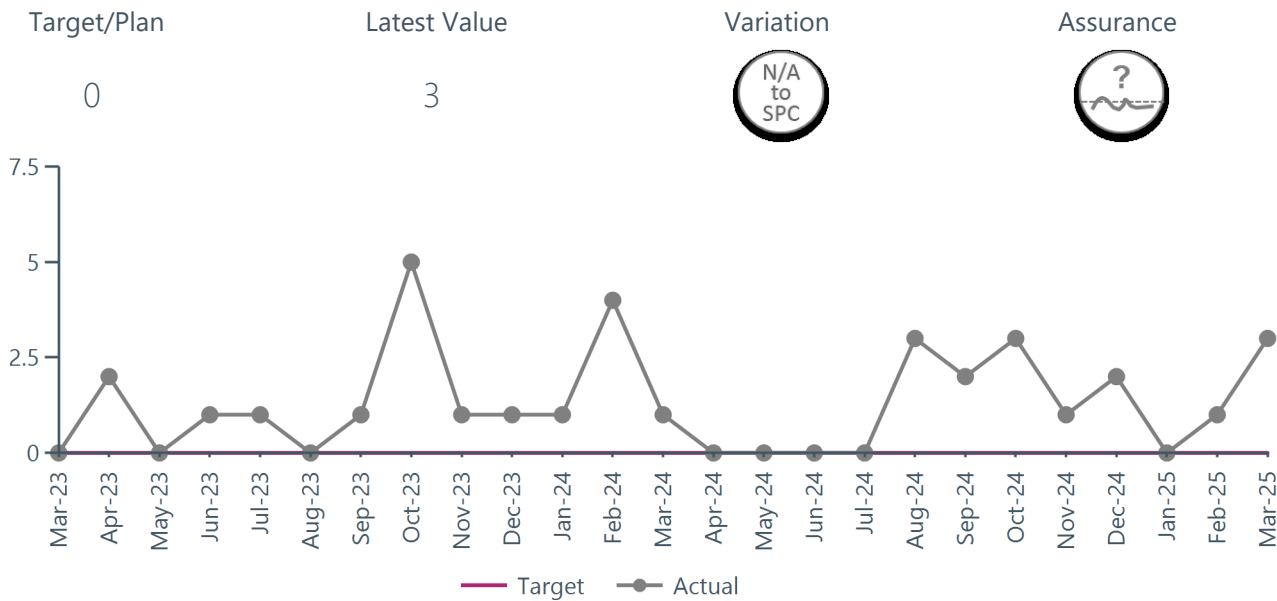 Target/Plan Latest Value Variation Assurance
0 3 N/A to SPC ?
7.5
5
2.5
0
Mar-23 Apr-23 May-23 Jun-23 Jul-23 Aug-23 Sep-23 Oct-23 Nov-23 Dec-23 Jan-24 Feb-24 Mar-24 Apr-24 May-24 Jun-24 Jul-24 Aug-24 Sep-24 Oct-24 Nov-24 Dec-24 Jan-25 Feb-25 Mar-25
Target Actual